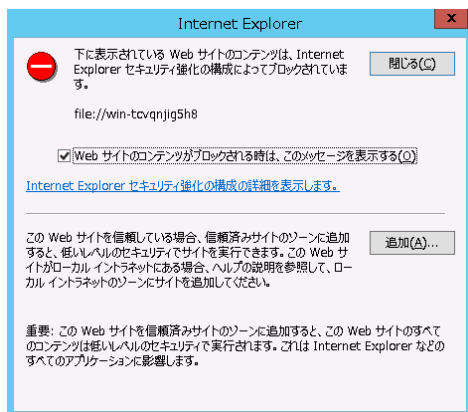 Internet Explorer
x
下に表示されている Web サイトのコンテンツは、Internet
Explorer セキュリティ強化の構成によってブロックされていま
す。
閉じる(C)
file://win-tcvqnjig5h8
Web サイトのコンテンツがブロックされる時は、このメッセージを表示する(O)
Internet Explorer セキュリティ強化の構成の詳細を表示します。
この Web サイトを信頼している場合、信頼済みサイトのゾーンに追加
すると、低いレベルのセキュリティでサイトを実行できます。この Web サ
イトがローカル イントラネットにある場合、ヘルプの説明を参照して、ロー
カル イントラネットのゾーンにサイトを追加してください。
追加(A)...
重要: この Web サイトを信頼済みサイトのゾーンに追加すると、この Web サイトのすべて
のコンテンツは低いレベルのセキュリティで実行されます。これは Internet Explorer などの
すべてのアプリケーションに影響します。